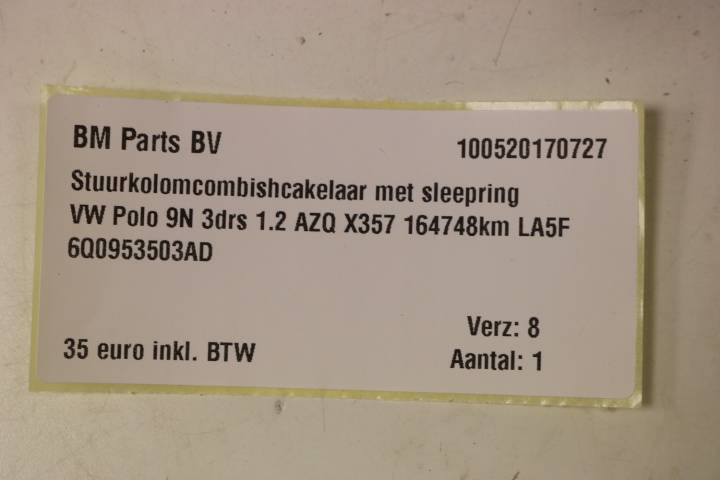 BM Parts BV 100520170727
Stuurkolomcombishcakelaar met sleepring
VW Polo 9N 3drs 1.2 AZQ X357 164748km LA5F
6Q0953503AD
Verz: 8
35 euro inkl. BTW Aantal: 1